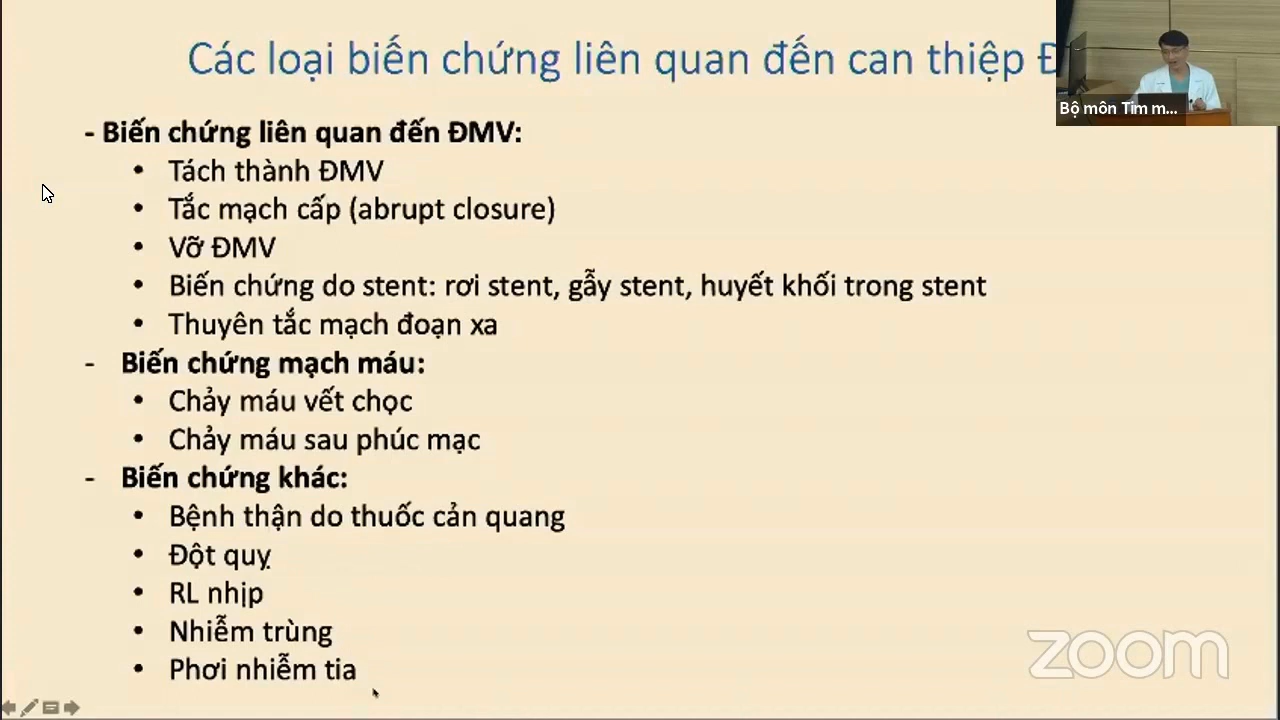 Các loại biến chứng liên quan đến can thiệp
Bộ môn Tim m...
- Biến chứng liên quan đến ĐMV:
• Tách thành ĐMV
• Tắc mạch cấp (abrupt closure)
• Vỡ ĐMV
• Biến chứng do stent: rơi stent, gẫy stent, huyết khối trong stent
• Thuyên tắc mạch đoạn xa
- Biến chứng mạch máu:
• Chảy máu vết chọc
• Chảy máu sau phúc mạc
- Biến chứng khác:
• Bệnh thận do thuốc cản quang
• Đột quỵ
• RL nhịp
• Nhiễm trùng
• Phơi nhiễm tia
zoom